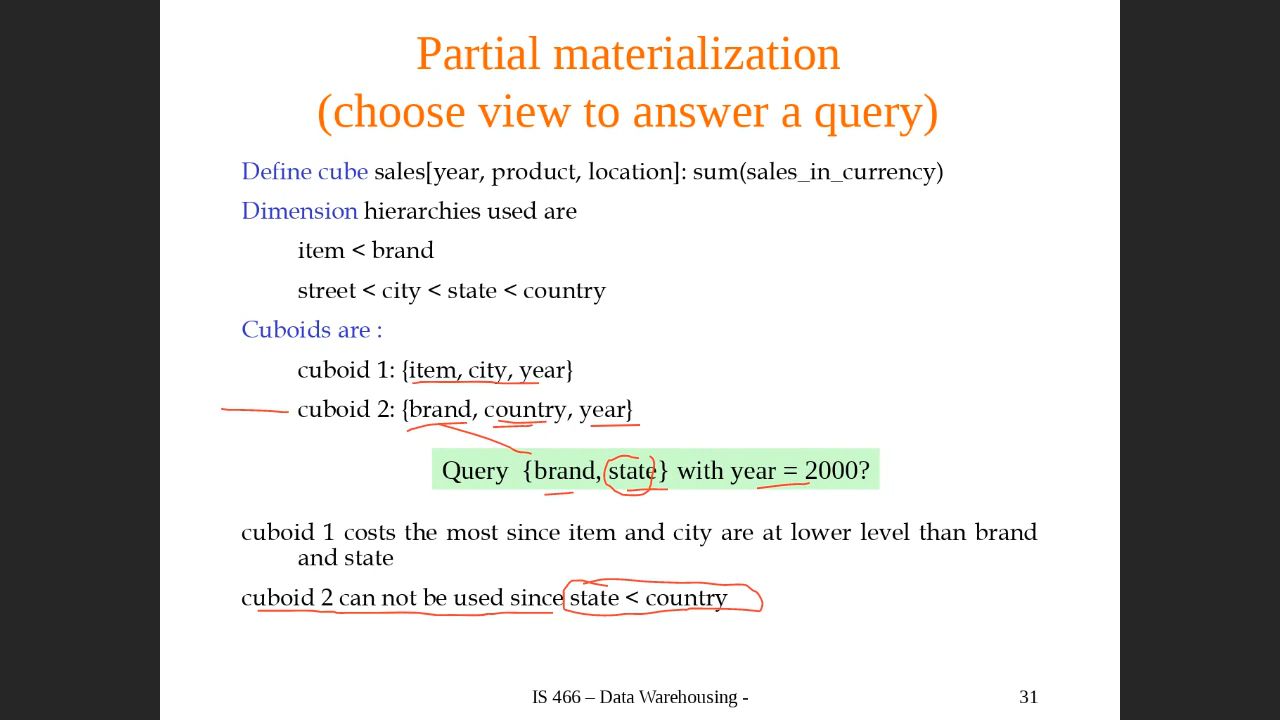 Partial materialization
(choose view to answer a query)
Define cube sales[year, product, location]: sum(sales_in_currency)
Dimension hierarchies used are
item < brand
street < city < state < country
Cuboids are :
cuboid 1: {item, city, year}
cuboid 2: {brand, country, year}
Query {brand, state} with year = 2000?
cuboid 1 costs the most since item and city are at lower level than brand
and state
cuboid 2 can not be used since state < country
IS 466 – Data Warehousing -
31